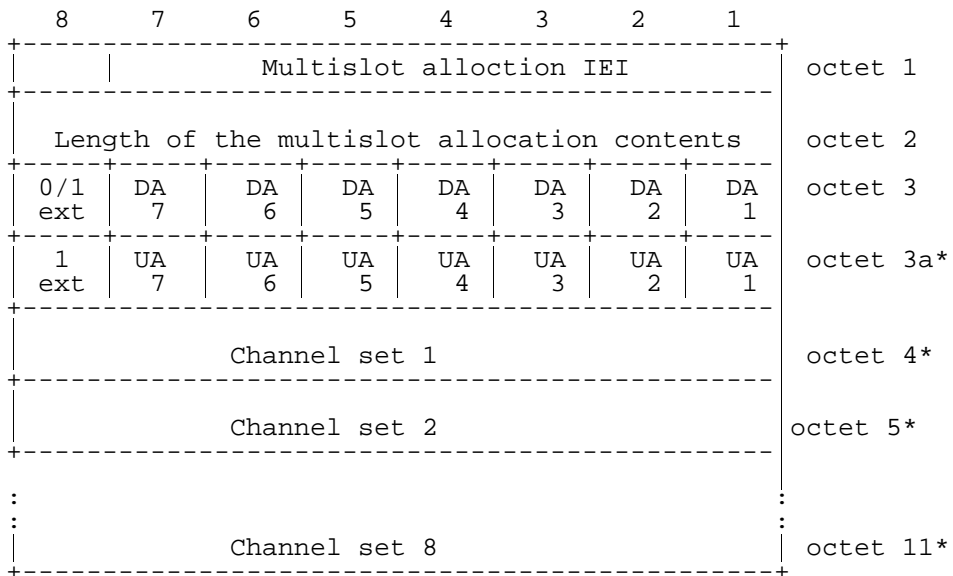 8 7 6 5 4 3 2 1
Multislot alloction IEI octet 1
Length of the multislot allocation contents octet 2
0/1 DA DA DA DA DA DA DA octet 3
ext 7 6 5 4 3 2 1
1 UA UA UA UA UA UA UA octet 3a*
ext 7 6 5 4 3 2 1
Channel set 1 octet 4*
Channel set 2 octet 5*
: :
: :
Channel set 8 octet 11*